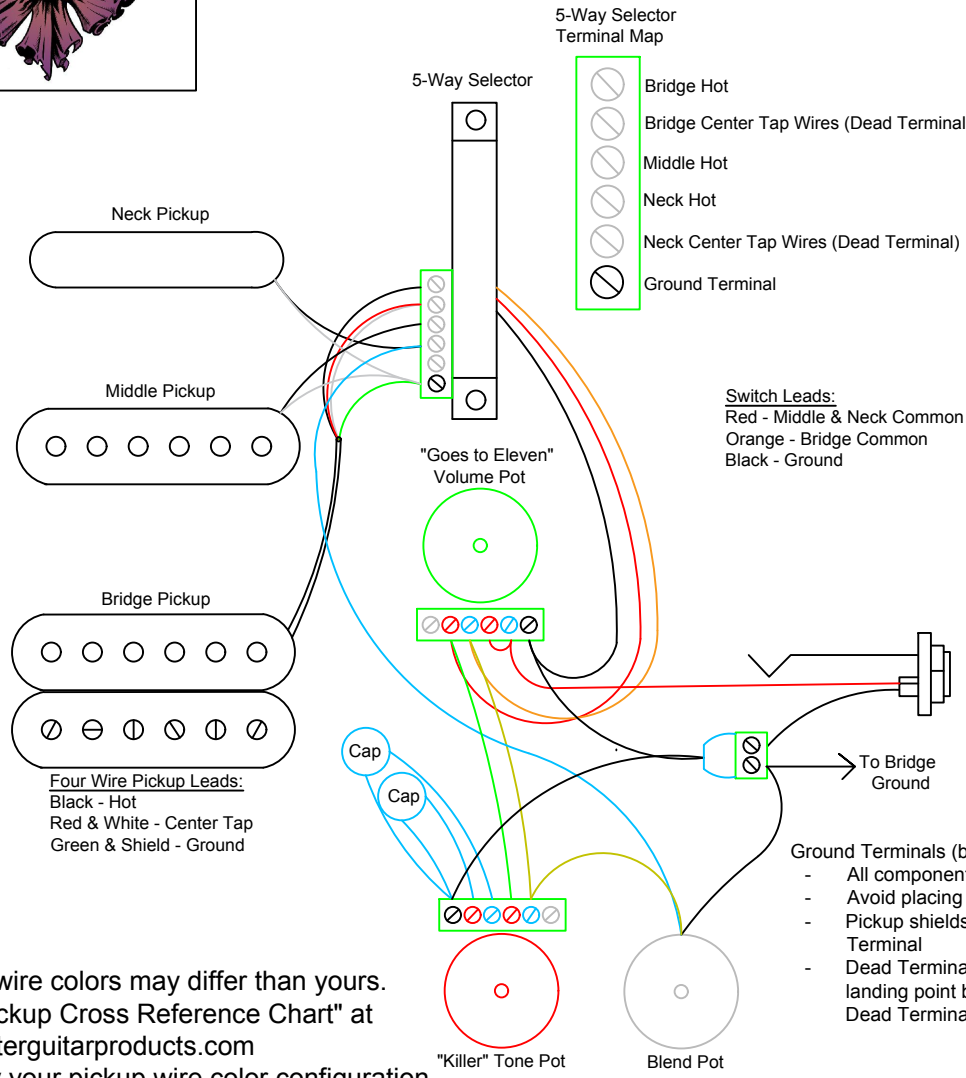 5-Way Selector
Terminal Map
5-Way Selector
Bridge Hot
Bridge Center Tap Wires (Dead Terminal
Middle Hot
Neck Hot
Neck Center Tap Wires (Dead Terminal)
Ground Terminal
Neck Pickup
Middle Pickup
Switch Leads:
Red - Middle & Neck Common
Orange - Bridge Common
Black - Ground
"Goes to Eleven"
Volume Pot
Bridge Pickup
Four Wire Pickup Leads:
Black - Hot
Red & White - Center Tap
Green & Shield - Ground
Cap
Cap
To Bridge
Ground
Ground Terminals (b
- All component
- Avoid placing
- Pickup shields
Terminal
- Dead Termina
landing point b
Dead Termina
wire colors may differ than yours.
ckup Cross Reference Chart" at
terguitarproducts.com
your pickup wire color configuration
"Killer" Tone Pot
Blend Pot